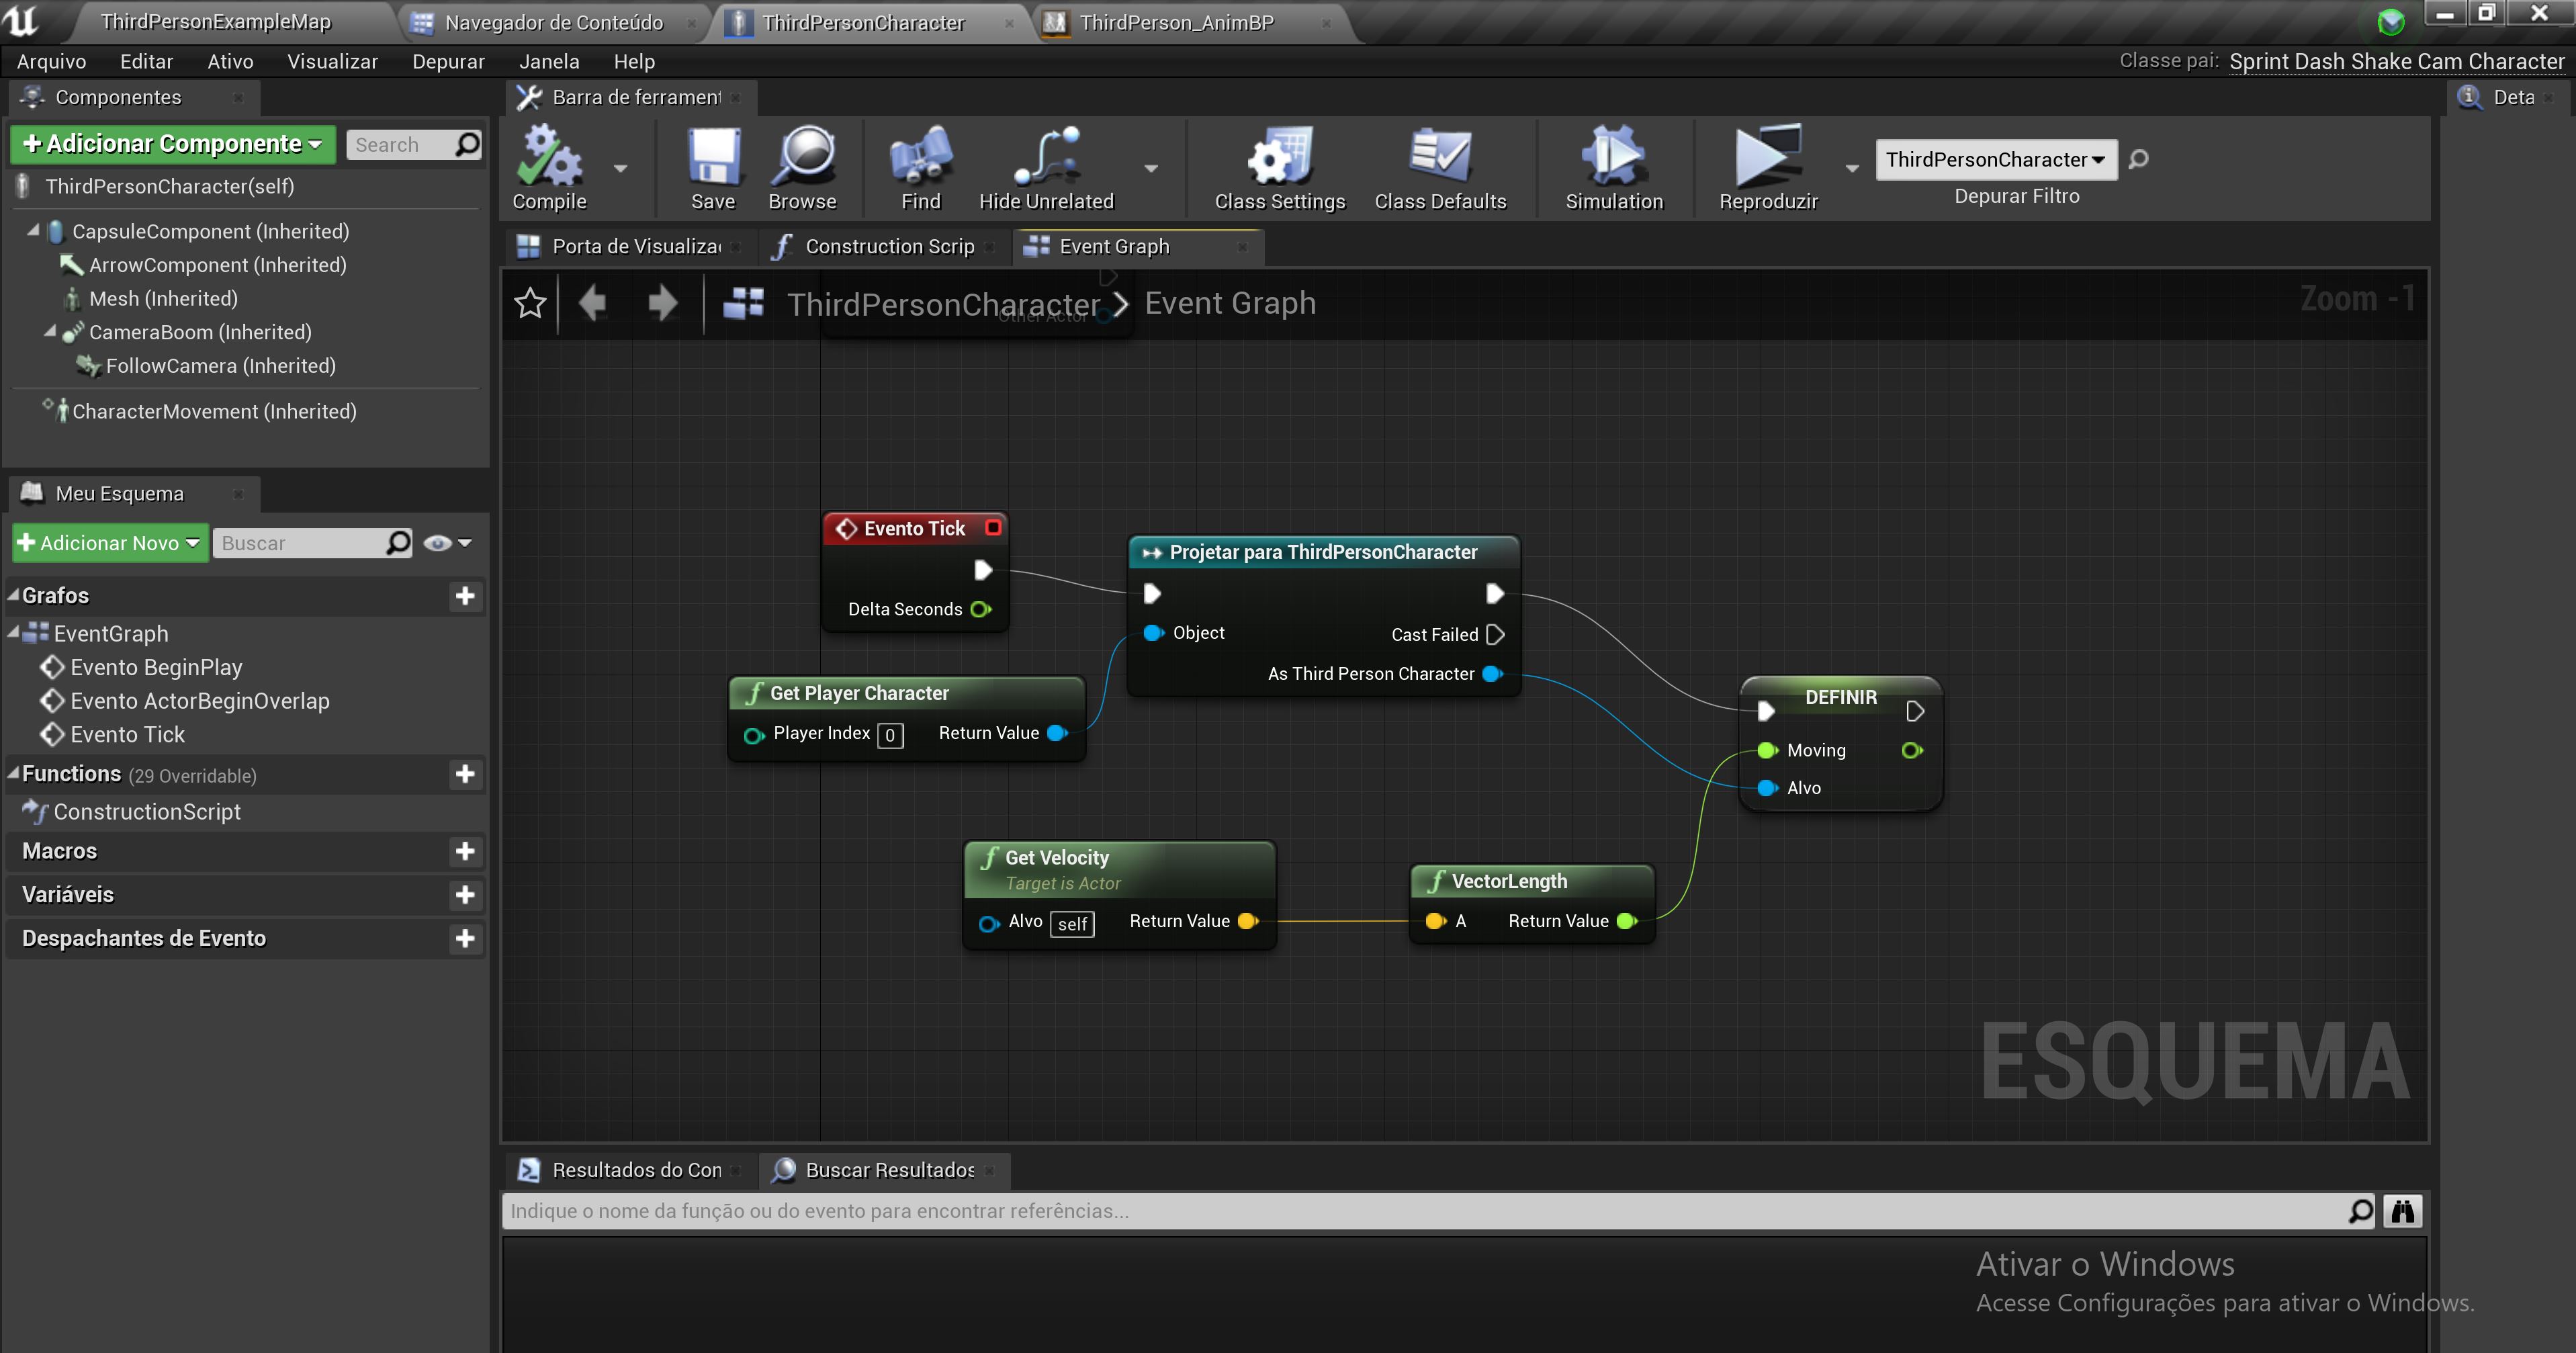 ThirdPersonExampleMap
Navegador de Conteúdo
ThirdPersonCharacter
ThirdPerson_AnimBP
Arquivo Editar Ativo Visualizar Depurar Janela Help
Classe pai: Sprint Dash Shake Cam Character
Componentes
Barra de ferrament
Deta
+ Adicionar Componente
Search
Compile
Save
Browse
Find
Hide Unrelated
Class Settings
Class Defaults
Simulation
Reproduzir
ThirdPersonCharacter
Depurar Filtro
ThirdPersonCharacter(self)
CapsuleComponent (Inherited)
ArrowComponent (Inherited)
Mesh (Inherited)
CameraBoom (Inherited)
FollowCamera (Inherited)
CharacterMovement (Inherited)
Porta de Visualiza
Construction Scrip
Event Graph
ThirdPersonCharacter > Event Graph
Other Actor
Zoom -1
Meu Esquema
+ Adicionar Novo
Buscar
Grafos
EventGraph
Evento BeginPlay
Evento ActorBeginOverlap
Evento Tick
Functions (29 Overridable)
ConstructionScript
Macros
Variáveis
Despachantes de Evento
Evento Tick
Delta Seconds
Projetar para ThirdPersonCharacter
Object
Cast Failed
As Third Person Character
Get Player Character
Player Index 0 Return Value
DEFINIR
Moving
Alvo
Get Velocity
Target is Actor
Alvo self Return Value
VectorLength
A Return Value
ESQUEMA
Resultados do Con
Buscar Resultados
Indique o nome da função ou do evento para encontrar referências...
Ativar o Windows
Acesse Configurações para ativar o Windows.